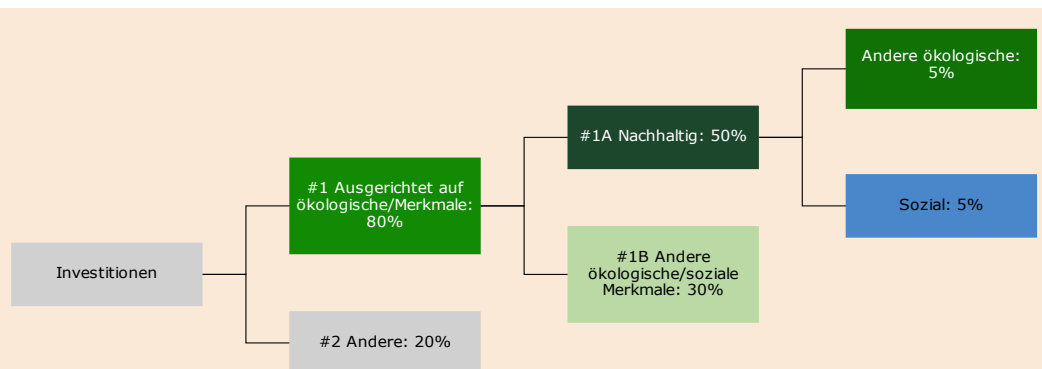 Andere ökologische:
5%
#1A Nachhaltig: 50%
#1 Ausgerichtet auf
ökologische/Merkmale:
80%
Sozial: 5%
#1B Andere
ökologische/soziale
Merkmale: 30%
Investitionen
#2 Andere: 20%